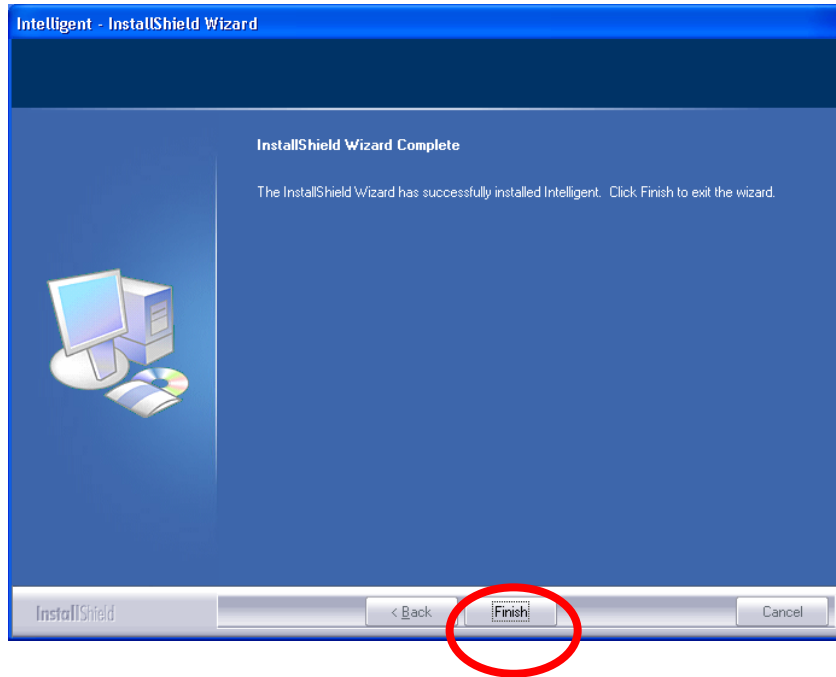 Intelligent - InstallShield Wizard
InstallShield Wizard Complete
The InstallShield Wizard has successfully installed Intelligent. Click Finish to exit the wizard.
InstallShield
< Back Finish Cancel